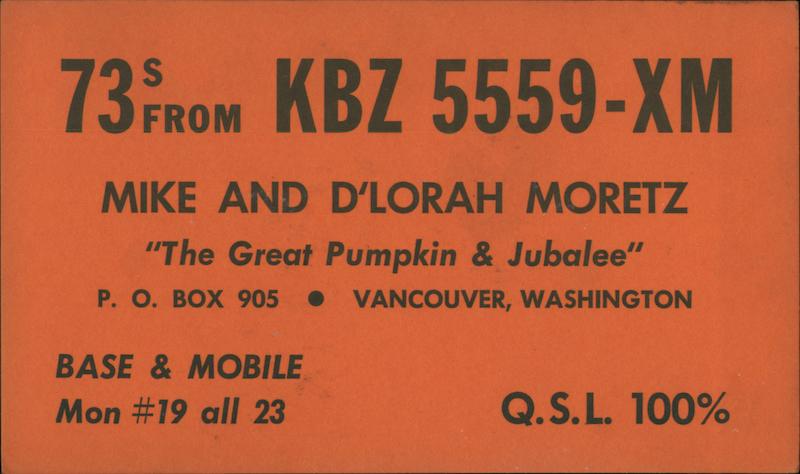 73S FROM KBZ 5559-XM
MIKE AND D'LORAH MORETZ
"The Great Pumpkin & Jubalee"
P. O. BOX 905 ● VANCOUVER, WASHINGTON
BASE & MOBILE
Mon #19 all 23
Q.S.L. 100%